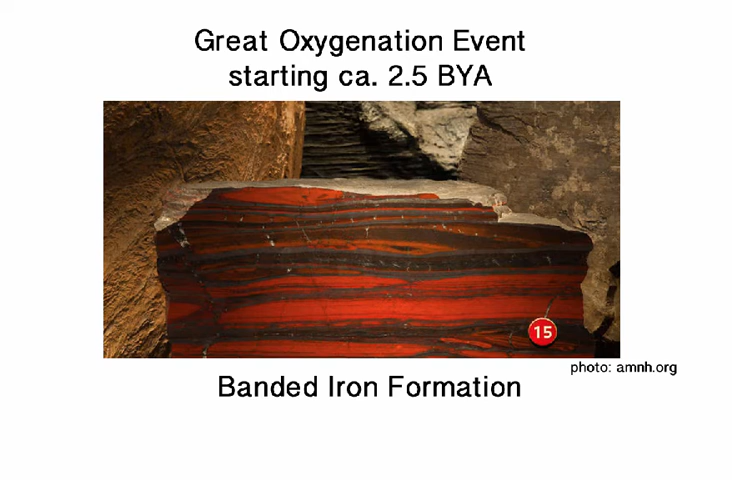 Great Oxygenation Event
starting ca. 2.5 BYA
15
photo: amnh.org
Banded Iron Formation